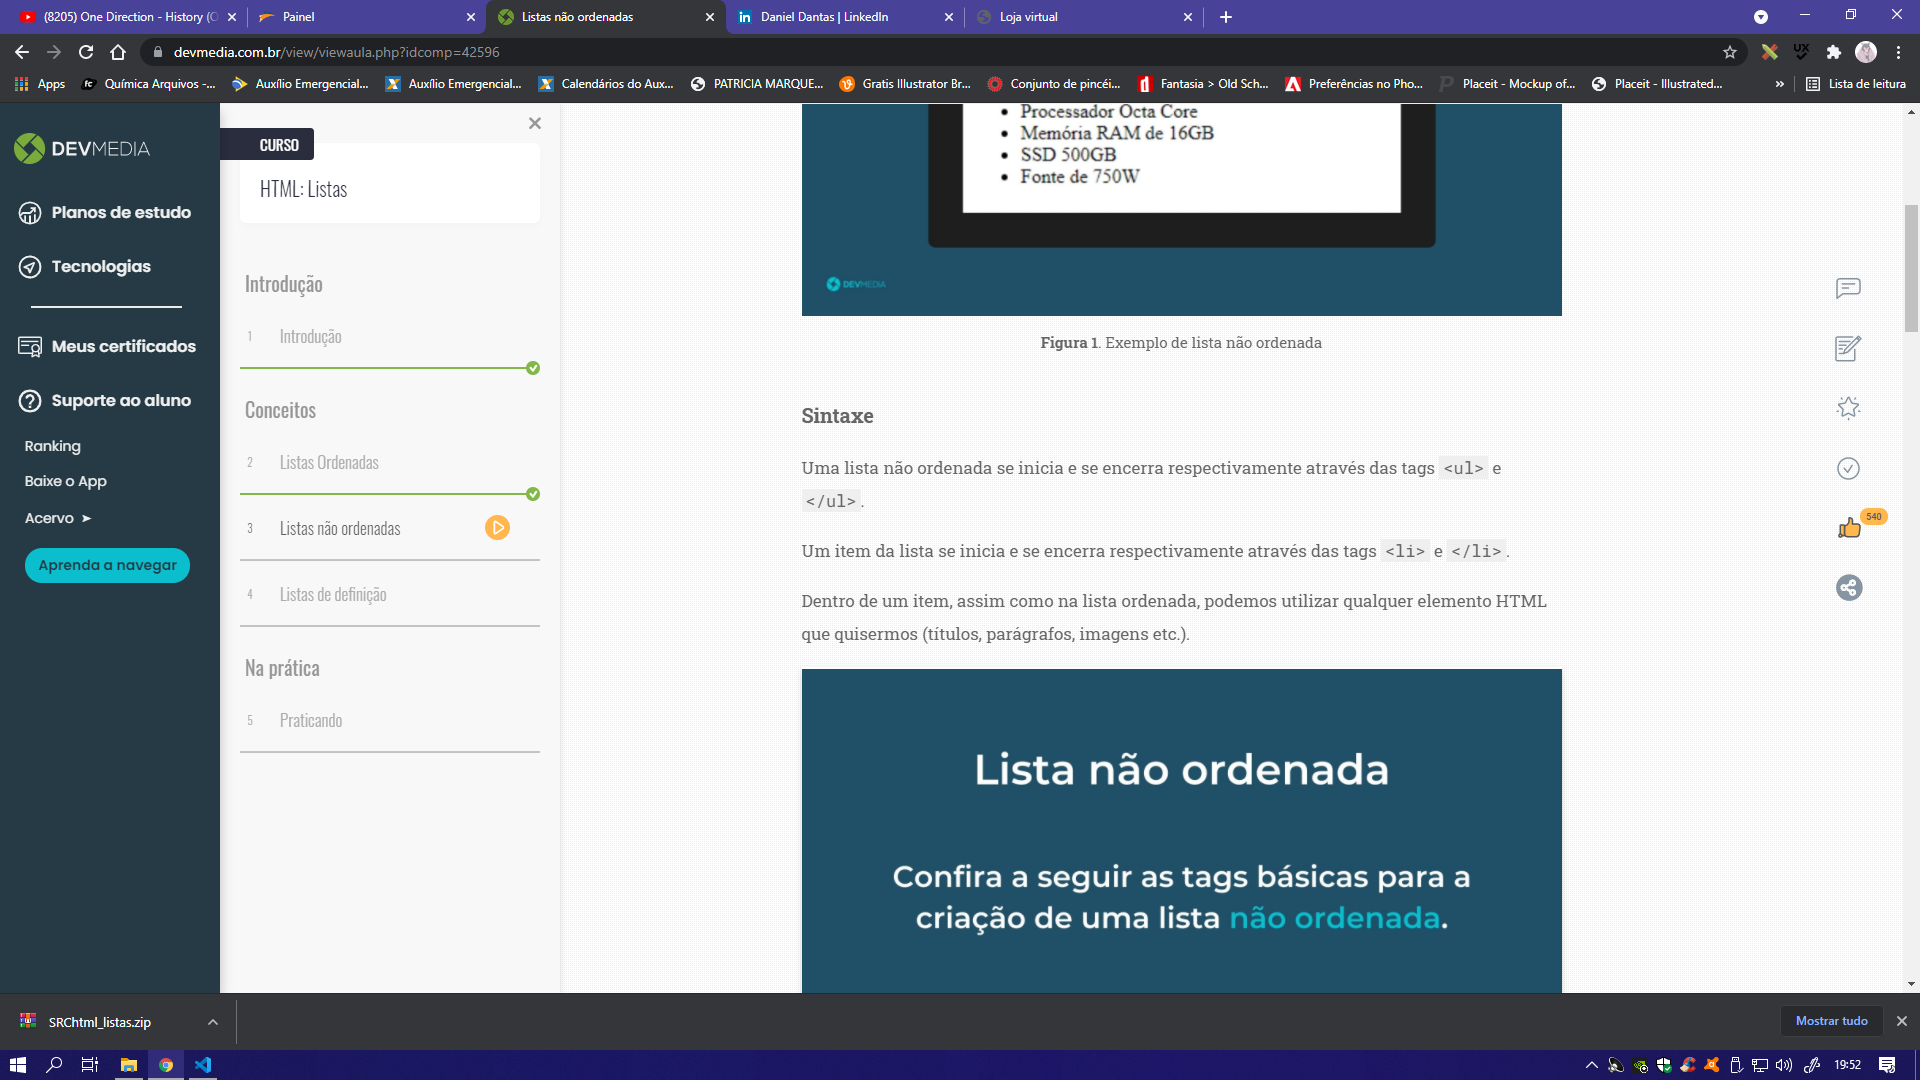 (8205) One Direction - History (O
Painel
Listas não ordenadas
Daniel Dantas | LinkedIn
Loja virtual
devmedia.com.br/view/viewaula.php?idcomp=42596
Apps
Química Arquivos -...
Auxílio Emergencial...
Auxílio Emergencial...
Calendários do Aux...
PATRICIA MARQUE...
Gratis Illustrator Br...
Conjunto de pincéi...
Fantasia > Old Sch...
Preferências no Pho...
Placeit - Mockup of...
Placeit - Illustrated...
»
Lista de leitura
DEVMEDIA
Planos de estudo
Tecnologias
Meus certificados
Suporte ao aluno
Ranking
Baixe o App
Acervo ➤
Aprenda a navegar
CURSO
HTML: Listas
Introdução
1 Introdução
Conceitos
2 Listas Ordenadas
3 Listas não ordenadas
4 Listas de definição
Na prática
5 Praticando
• Processador Octa Core
• Memória RAM de 16GB
• SSD 500GB
• Fonte de 750W
DEVMEDIA
Figura 1. Exemplo de lista não ordenada
Sintaxe
Uma lista não ordenada se inicia e se encerra respectivamente através das tags <ul> e
</ul>.
Um item da lista se inicia e se encerra respectivamente através das tags <li> e </li>.
Dentro de um item, assim como na lista ordenada, podemos utilizar qualquer elemento HTML
que quisermos (títulos, parágrafos, imagens etc.).
Lista não ordenada
Confira a seguir as tags básicas para a
criação de uma lista não ordenada.
540
SRChtml_listas.zip
Mostrar tudo
19:52